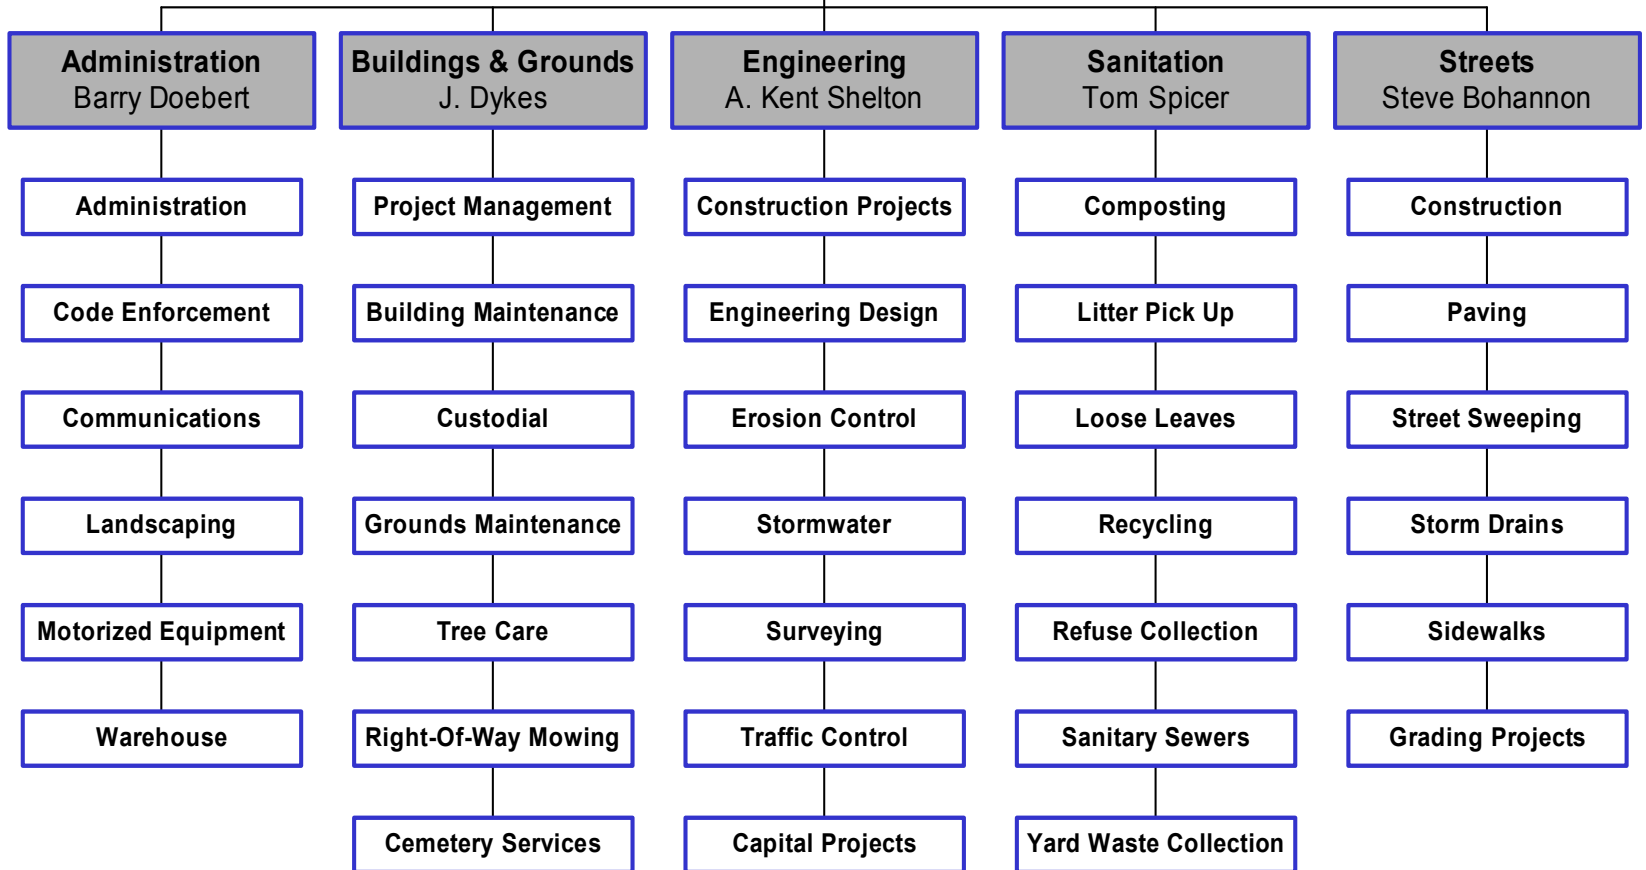 Administration
Barry Doebert
Buildings & Grounds
J. Dykes
Engineering
A. Kent Shelton
Sanitation
Tom Spicer
Streets
Steve Bohannon
Administration
Project Management
Construction Projects
Composting
Construction
Code Enforcement
Building Maintenance
Engineering Design
Litter Pick Up
Paving
Communications
Custodial
Erosion Control
Loose Leaves
Street Sweeping
Landscaping
Grounds Maintenance
Stormwater
Recycling
Storm Drains
Motorized Equipment
Tree Care
Surveying
Refuse Collection
Sidewalks
Warehouse
Right-Of-Way Mowing
Traffic Control
Sanitary Sewers
Grading Projects
Cemetery Services
Capital Projects
Yard Waste Collection